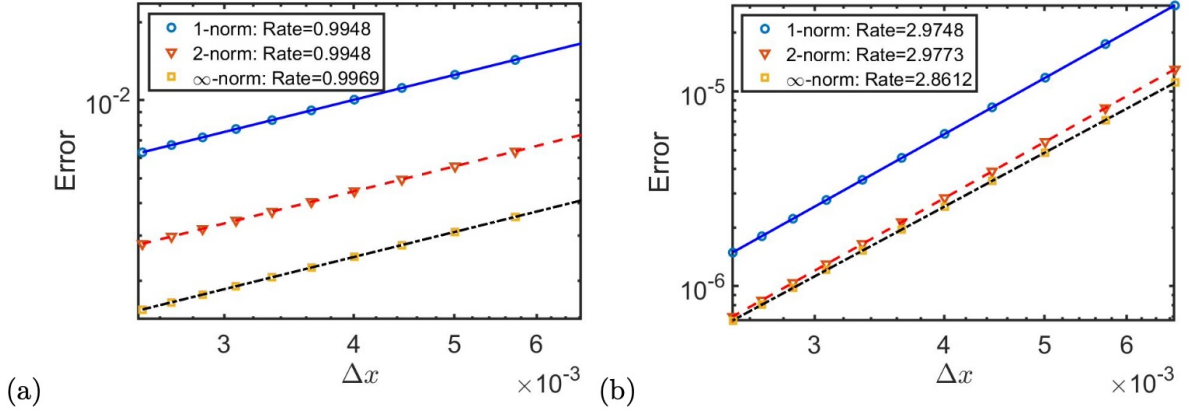 1-norm: Rate=0.9948
2-norm: Rate=0.9948
∞-norm: Rate=0.9969
10⁻²
Error
3 4 5 6
Δx
×10⁻³
(a)
1-norm: Rate=2.9748
2-norm: Rate=2.9773
∞-norm: Rate=2.8612
10⁻⁵
10⁻⁶
Error
3 4 5 6
Δx
×10⁻³
(b)